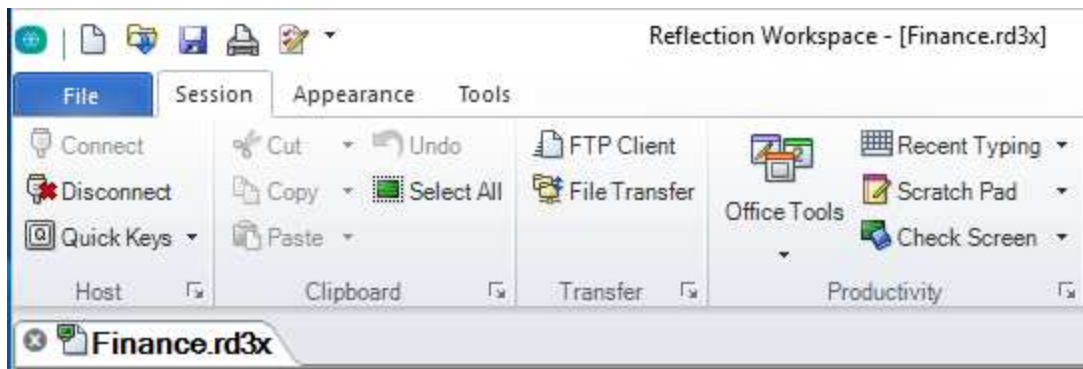 Reflection Workspace - [Finance.rd3x]
File Session Appearance Tools
Connect Cut Undo FTP Client Recent Typing
Disconnect Copy Select All File Transfer Office Tools Scratch Pad
Q Quick Keys Paste Check Screen
Host Clipboard Transfer Productivity
Finance.rd3x